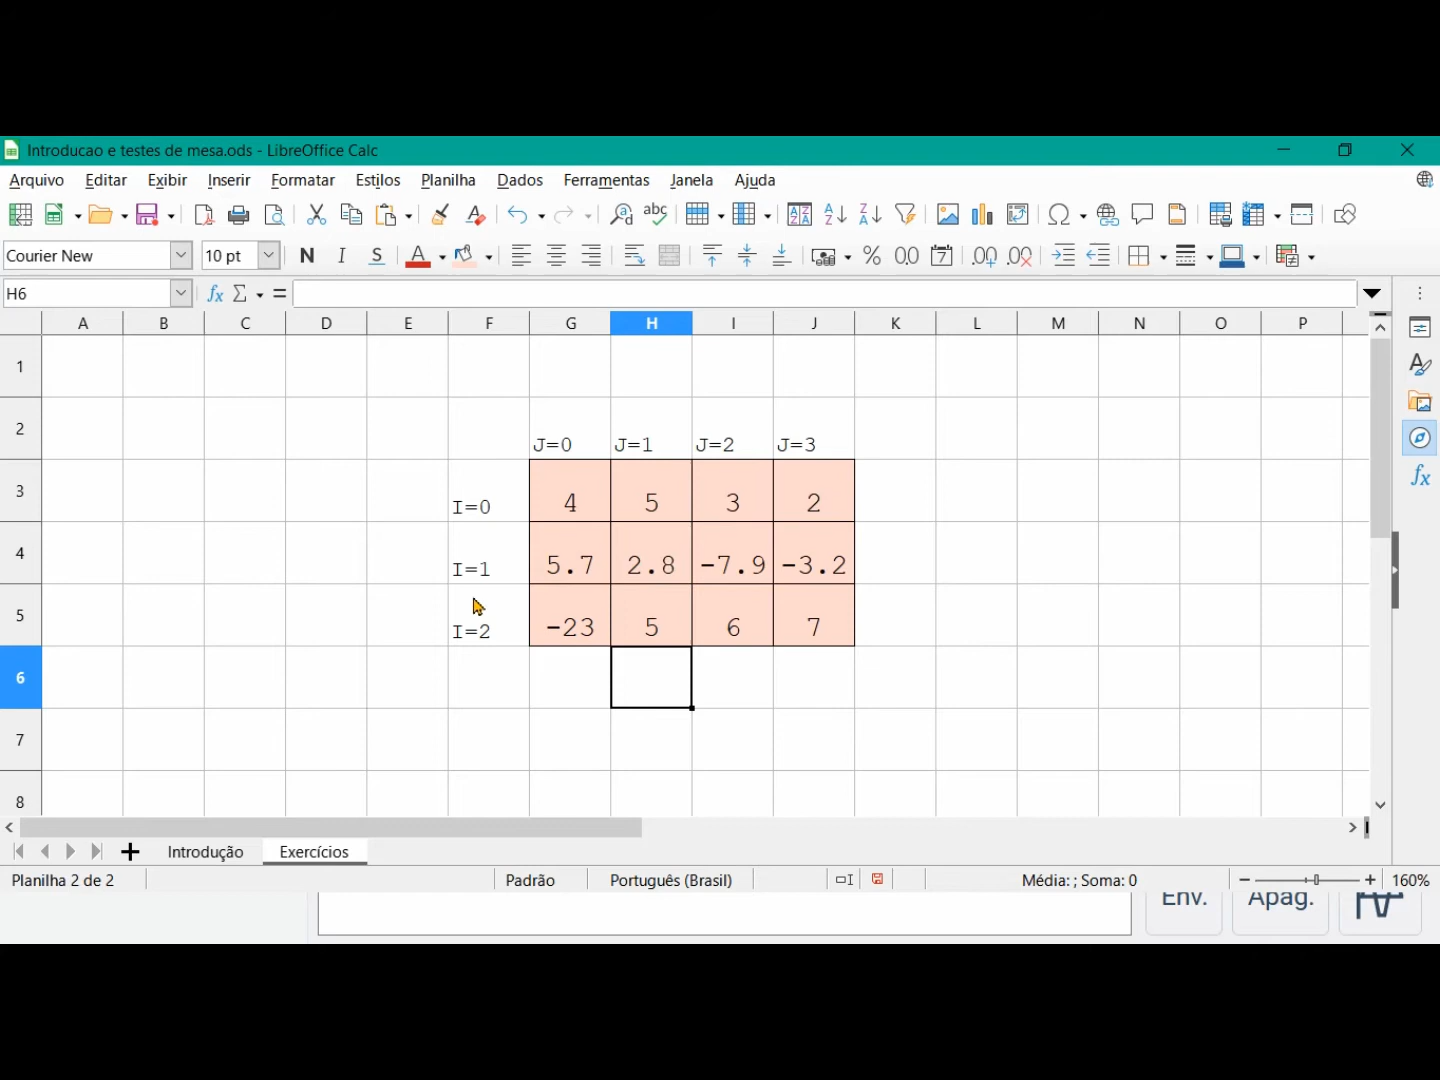 Introducao e testes de mesa.ods - LibreOffice Calc
Arquivo Editar Exibir Inserir Formatar Estilos Planilha Dados Ferramentas Janela Ajuda
Courier New 10 pt N I S
H6
A B C D E F G H I J K L M N O P
1
2 J=0 J=1 J=2 J=3
3 I=0 4 5 3 2
4 I=1 5.7 2.8 -7.9 -3.2
5 I=2 -23 5 6 7
6
7
8
Introdução Exercícios
Planilha 2 de 2 Padrão Português (Brasil) Média: ; Soma: 0 160%
Env. Apag.